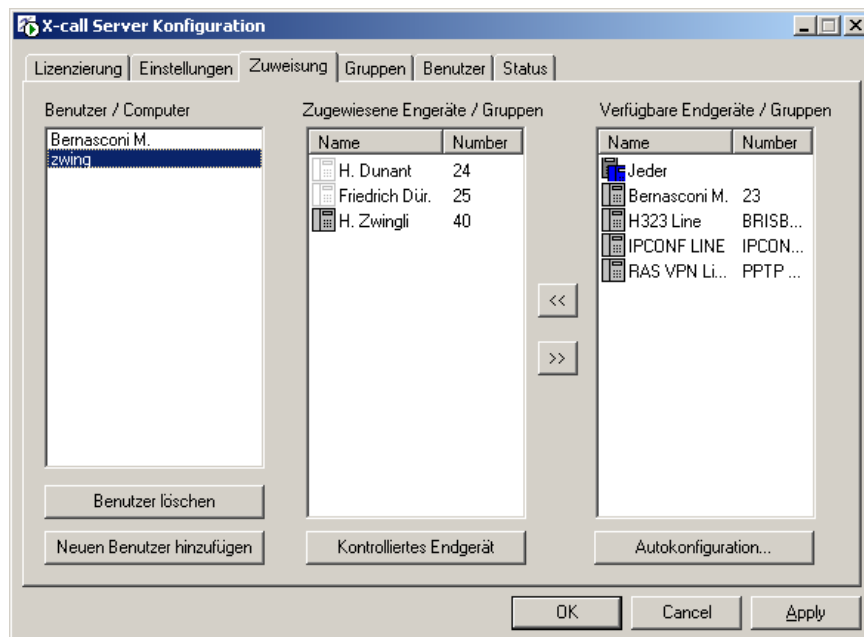 X-call Server Konfiguration
Lizenzierung Einstellungen Zuweisung Gruppen Benutzer Status
Benutzer / Computer
Bernasconi M.
zwing
Benutzer löschen
Neuen Benutzer hinzufügen
Zugewiesene Engeräte / Gruppen
Name Number
H. Dunant 24
Friedrich Dür. 25
H. Zwingli 40
Kontrolliertes Endgerät
<<
>>
Verfügbare Endgeräte / Gruppen
Name Number
Jeder
Bernasconi M. 23
H323 Line BRISB...
IPCONF LINE IPCON...
RAS VPN Li... PPTP ...
Autokonfiguration...
OK Cancel Apply